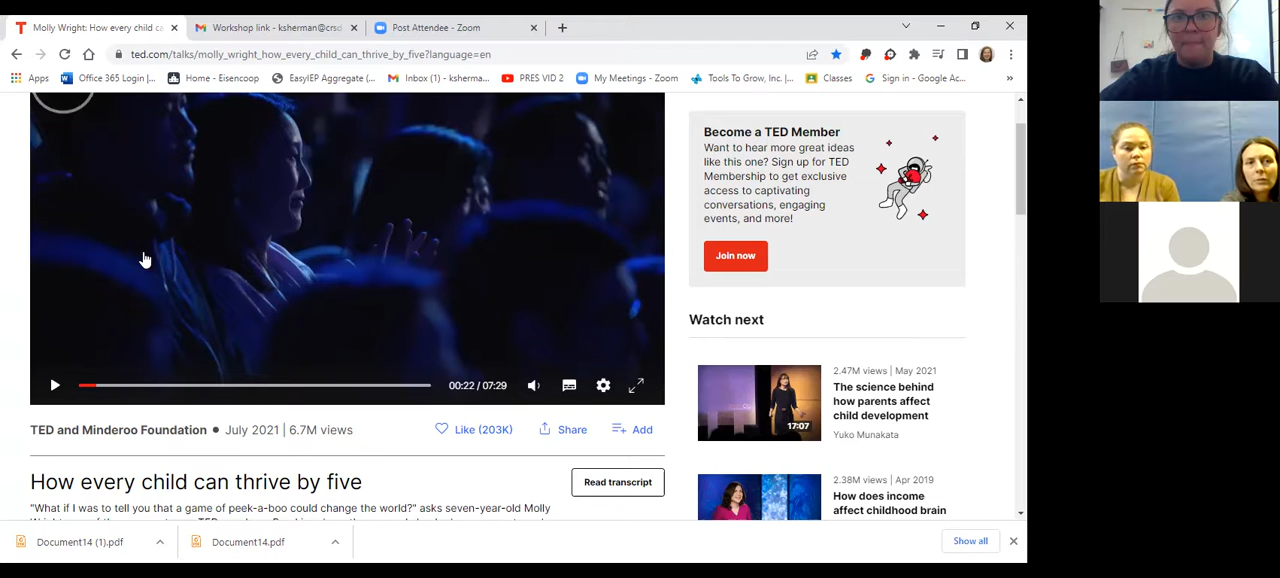 Molly Wright: How every child ca
Workshop link - ksherman@crsd
Post Attendee - Zoom
ted.com/talks/molly_wright_how_every_child_can_thrive_by_five?language=en
Apps
Office 365 Login |...
Home - Eisencoop
EasyIEP Aggregate (...
Inbox (1) - ksherma...
PRES VID 2
My Meetings - Zoom
Tools To Grow, Inc. |...
Classes
Sign in - Google Ac...
Become a TED Member
Want to hear more great ideas
like this one? Sign up for TED
Membership to get exclusive
access to captivating
conversations, engaging
events, and more!
Join now
Watch next
2.47M views | May 2021
The science behind
how parents affect
child development
Yuko Munakata
17:07
2.38M views | Apr 2019
How does income
affect childhood brain
00:22 / 07:29
TED and Minderoo Foundation • July 2021 | 6.7M views
Like (203K)
Share
Add
How every child can thrive by five
Read transcript
"What if I was to tell you that a game of peek-a-boo could change the world?" asks seven-year-old Molly
Document14 (1).pdf
Document14.pdf
Show all